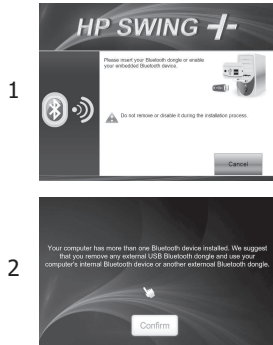 HP SWING +
1
Please insert your Bluetooth dongle or enable
your embedded Bluetooth device.
Do not remove or disable it during the installation process.
Cancel
2
Your computer has more than one Bluetooth device installed. We suggest
that you remove any external USB Bluetooth dongle and use your
computer's internal Bluetooth device or another externoal Bluetooth dongle.
Confirm